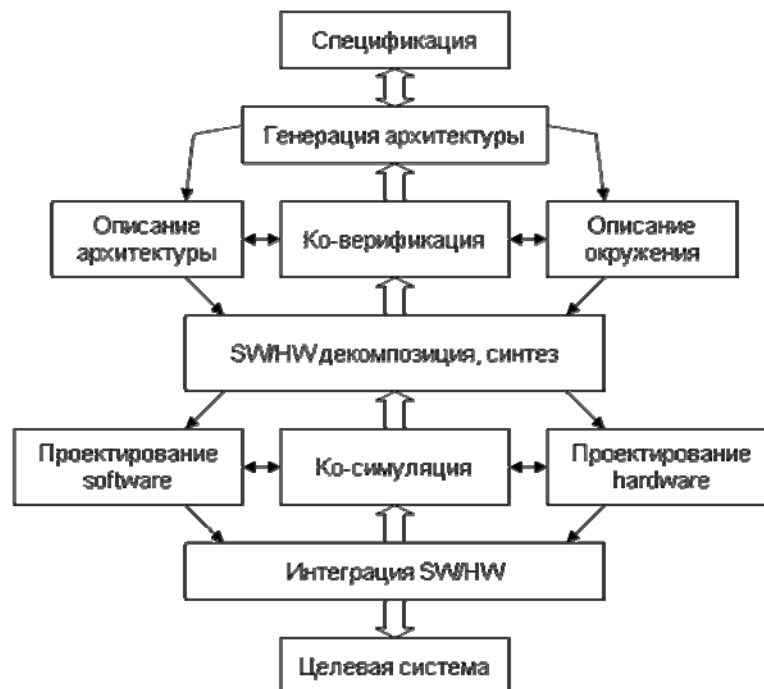 Спецификация
Генерация архитектуры
Описание
архитектуры
Ко-верификация
Описание
окружения
SW/HW декомпозиция, синтез
Проектирование
software
Ко-симуляция
Проектирование
hardware
Интеграция SW/HW
Целевая система